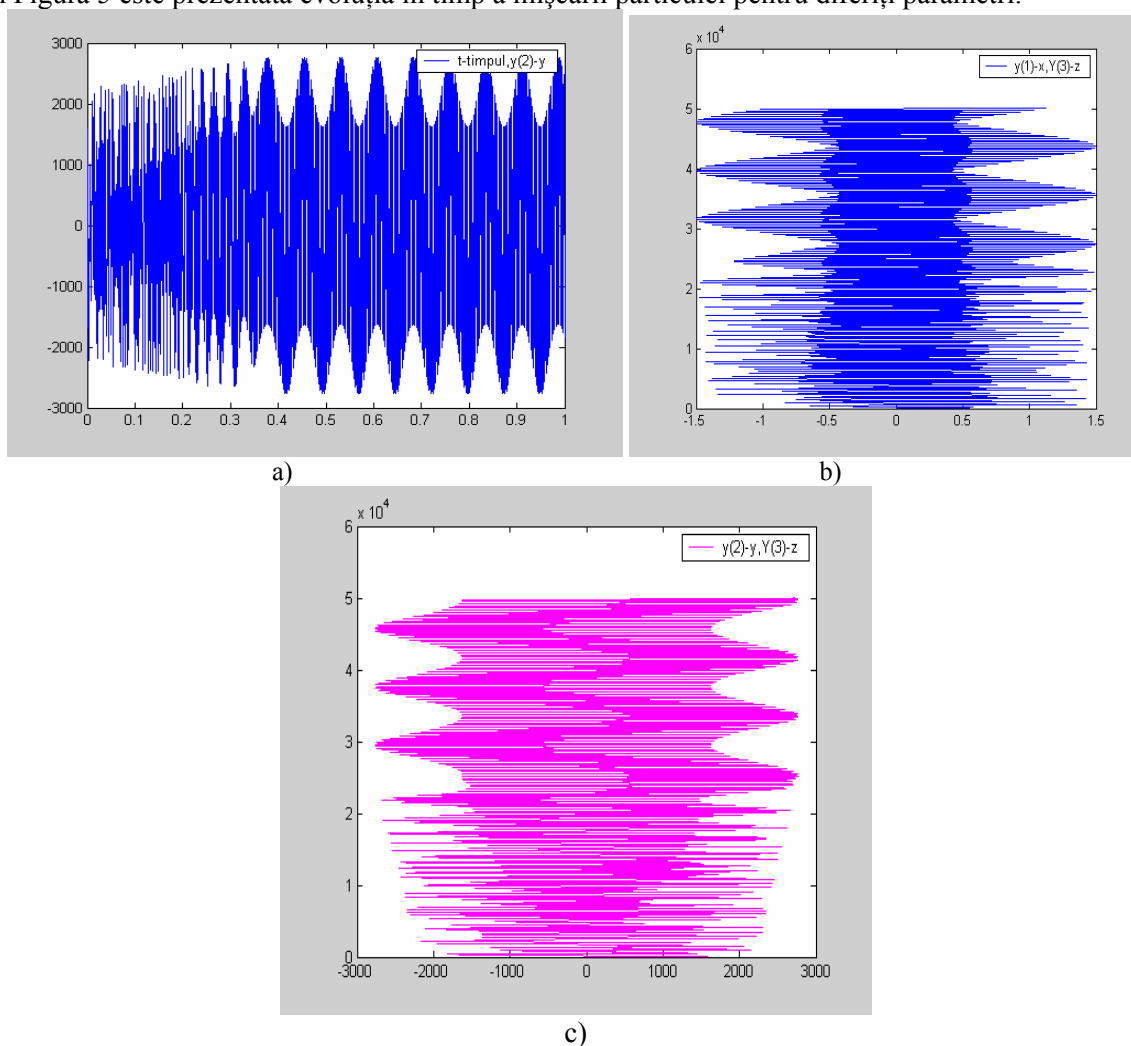 Figura 5 este prezentată evoluţia în timp a mişcării particulei pentru diferiţi parametri.
3000
2000
1000
0
-1000
-2000
-3000
t-timpul,y(2)-y
0 0.1 0.2 0.3 0.4 0.5 0.6 0.7 0.8 0.9 1
a)
x 10^4
6
5
4
3
2
1
0
y(1)-x,Y(3)-z
-1.5 -1 -0.5 0 0.5 1 1.5
b)
x 10^4
6
5
4
3
2
1
0
y(2)-y,Y(3)-z
-3000 -2000 -1000 0 1000 2000 3000
c)